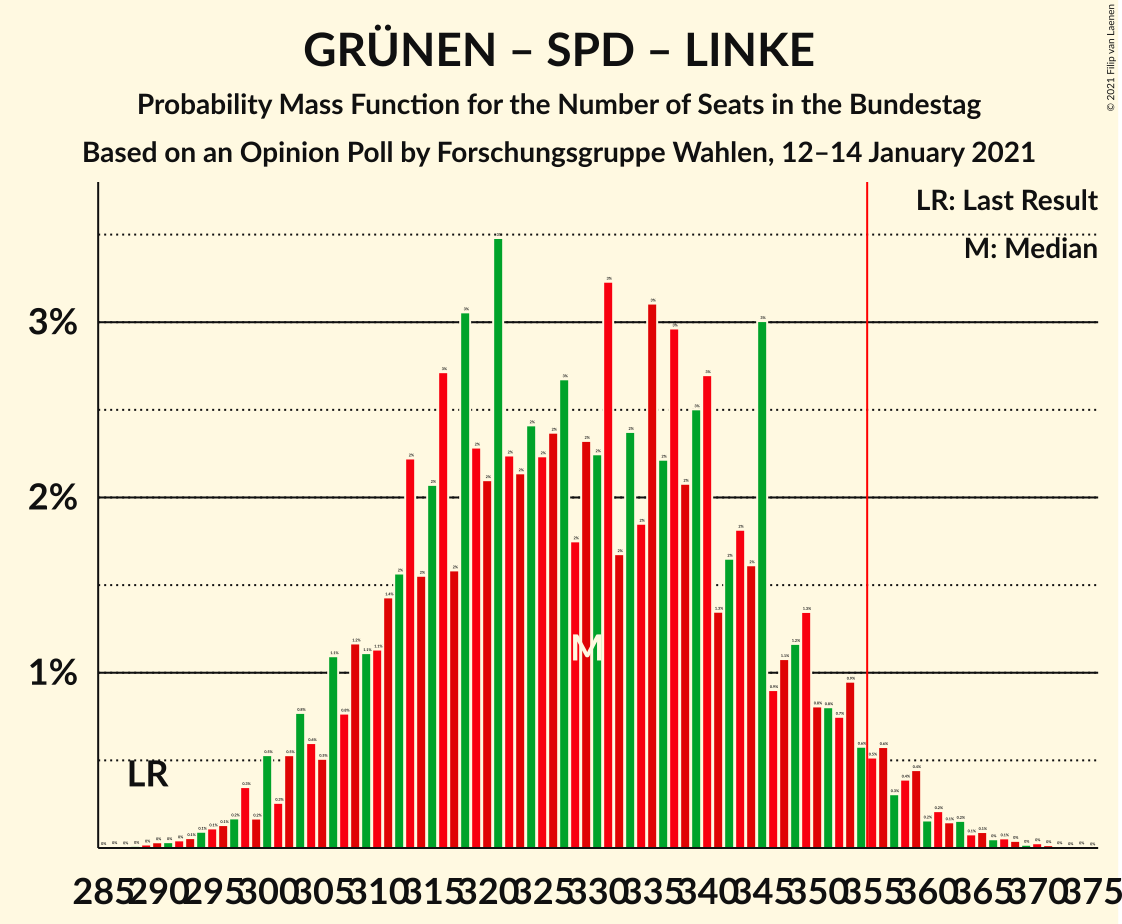 GRÜNEN – SPD – LINKE
Probability Mass Function for the Number of Seats in the Bundestag
Based on an Opinion Poll by Forschungsgruppe Wahlen, 12–14 January 2021
© 2021 Filip van Laenen
LR: Last Result
M: Median
3%
2%
1%
LR
M
285 290 295 300 305 310 315 320 325 330 335 340 345 350 355 360 365 370 375